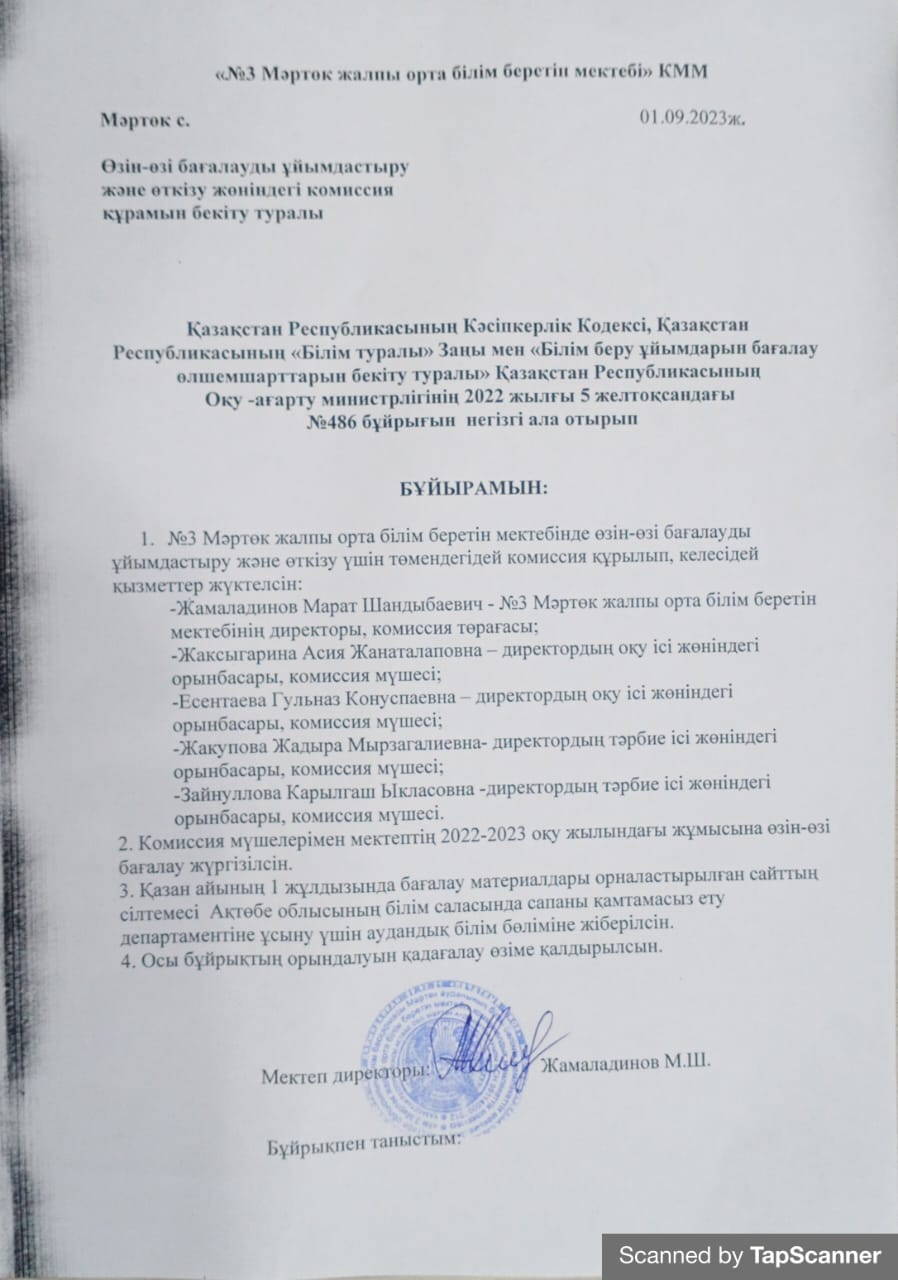 «№3 Мәртөк жалпы орта білім беретін мектебі» КММ
Мәртөк с. 01.09.2023ж.
Өзін-өзі бағалауды ұйымдастыру
және өткізу жөніндегі комиссия
құрамын бекіту туралы
Қазақстан Республикасының Кәсіпкерлік Кодексі, Қазақстан
Республикасының «Білім туралы» Заңы мен «Білім беру ұйымдарын бағалау
өлшемшарттарын бекіту туралы» Қазақстан Республикасының
Оқу -ағарту министрлігінің 2022 жылғы 5 желтоқсандағы
№486 бұйрығын негізгі ала отырып
БҰЙЫРАМЫН:
1. №3 Мәртөк жалпы орта білім беретін мектебінде өзін-өзі бағалауды
ұйымдастыру және өткізу үшін төмендегідей комиссия құрылып, келесідей
қызметтер жүктелсін:
-Жамаладинов Марат Шандыбаевич - №3 Мәртөк жалпы орта білім беретін
мектебінің директоры, комиссия төрағасы;
-Жаксыгарина Асия Жанаталаповна – директордың оқу ісі жөніндегі
орынбасары, комиссия мүшесі;
-Есентаева Гульназ Конуспаевна – директордың оқу ісі жөніндегі
орынбасары, комиссия мүшесі;
-Жакупова Жадыра Мырзагалиевна- директордың тәрбие ісі жөніндегі
орынбасары, комиссия мүшесі;
-Зайнуллова Карылгаш Ыкласовна -директордың тәрбие ісі жөніндегі
орынбасары, комиссия мүшесі.
2. Комиссия мүшелерімен мектептің 2022-2023 оқу жылындағы жұмысына өзін-өзі
бағалау жүргізілсін.
3. Қазан айының 1 жұлдызында бағалау материалдары орналастырылған сайттың
сілтемесі Ақтөбе облысының білім саласында сапаны қамтамасыз ету
департаментіне ұсыну үшін аудандық білім бөліміне жіберілсін.
4. Осы бұйрықтың орындалуын қадағалау өзіме қалдырылсын.
Мектеп директоры: Жамаладинов М.Ш.
Бұйрықпен таныстым:
Scanned by TapScanner